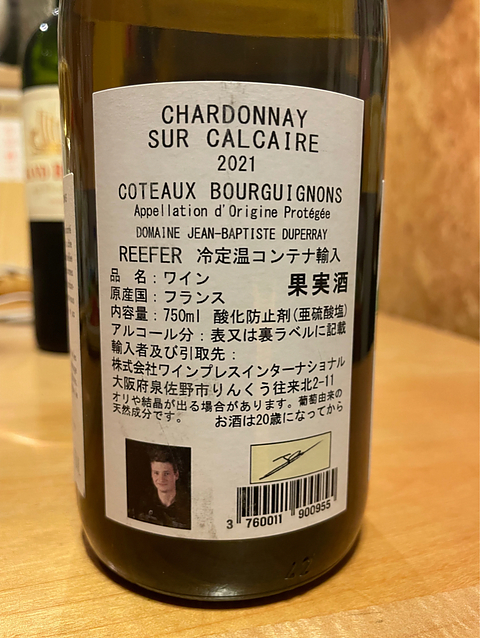 CHARDONNAY
SUR CALCAIRE
2021
COTEAUX BOURGUIGNONS
Appellation d'Origine Protégée
DOMAINE JEAN-BAPTISTE DUPERRAY
REEFER 冷定温コンテナ輸入
品 名：ワイン 果実酒
原産国：フランス
内容量：750ml 酸化防止剤(亜硫酸塩)
アルコール分：表又は裏ラベルに記載
輸入者及び引取先：
株式会社ワインプレスインターナショナル
大阪府泉佐野市りんくう往来北2-11
オリや結晶が出る場合があります。葡萄由来の
天然成分です。 お酒は20歳になってから
3 760011 900955